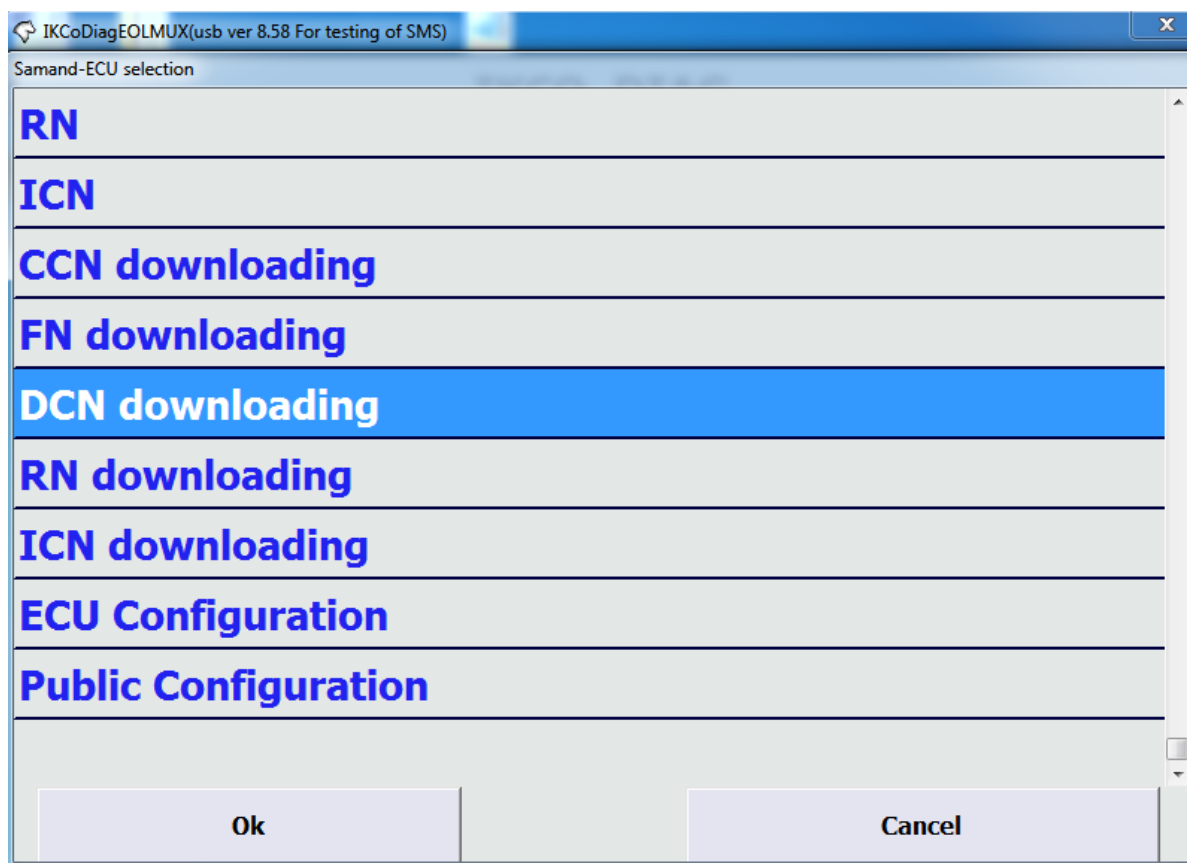 IKCoDiagEOLMUX(usb ver 8.58 For testing of SMS)
Samand-ECU selection
RN
ICN
CCN downloading
FN downloading
DCN downloading
RN downloading
ICN downloading
ECU Configuration
Public Configuration
Ok
Cancel